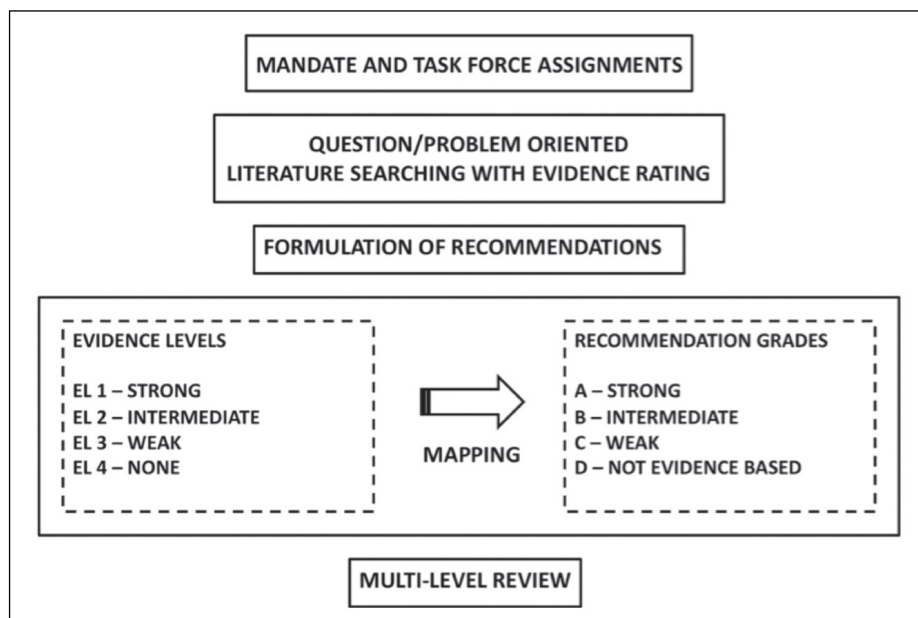 MANDATE AND TASK FORCE ASSIGNMENTS
QUESTION/PROBLEM ORIENTED
LITERATURE SEARCHING WITH EVIDENCE RATING
FORMULATION OF RECOMMENDATIONS
EVIDENCE LEVELS
EL 1 – STRONG
EL 2 – INTERMEDIATE
EL 3 – WEAK
EL 4 – NONE
MAPPING
RECOMMENDATION GRADES
A – STRONG
B – INTERMEDIATE
C – WEAK
D – NOT EVIDENCE BASED
MULTI-LEVEL REVIEW